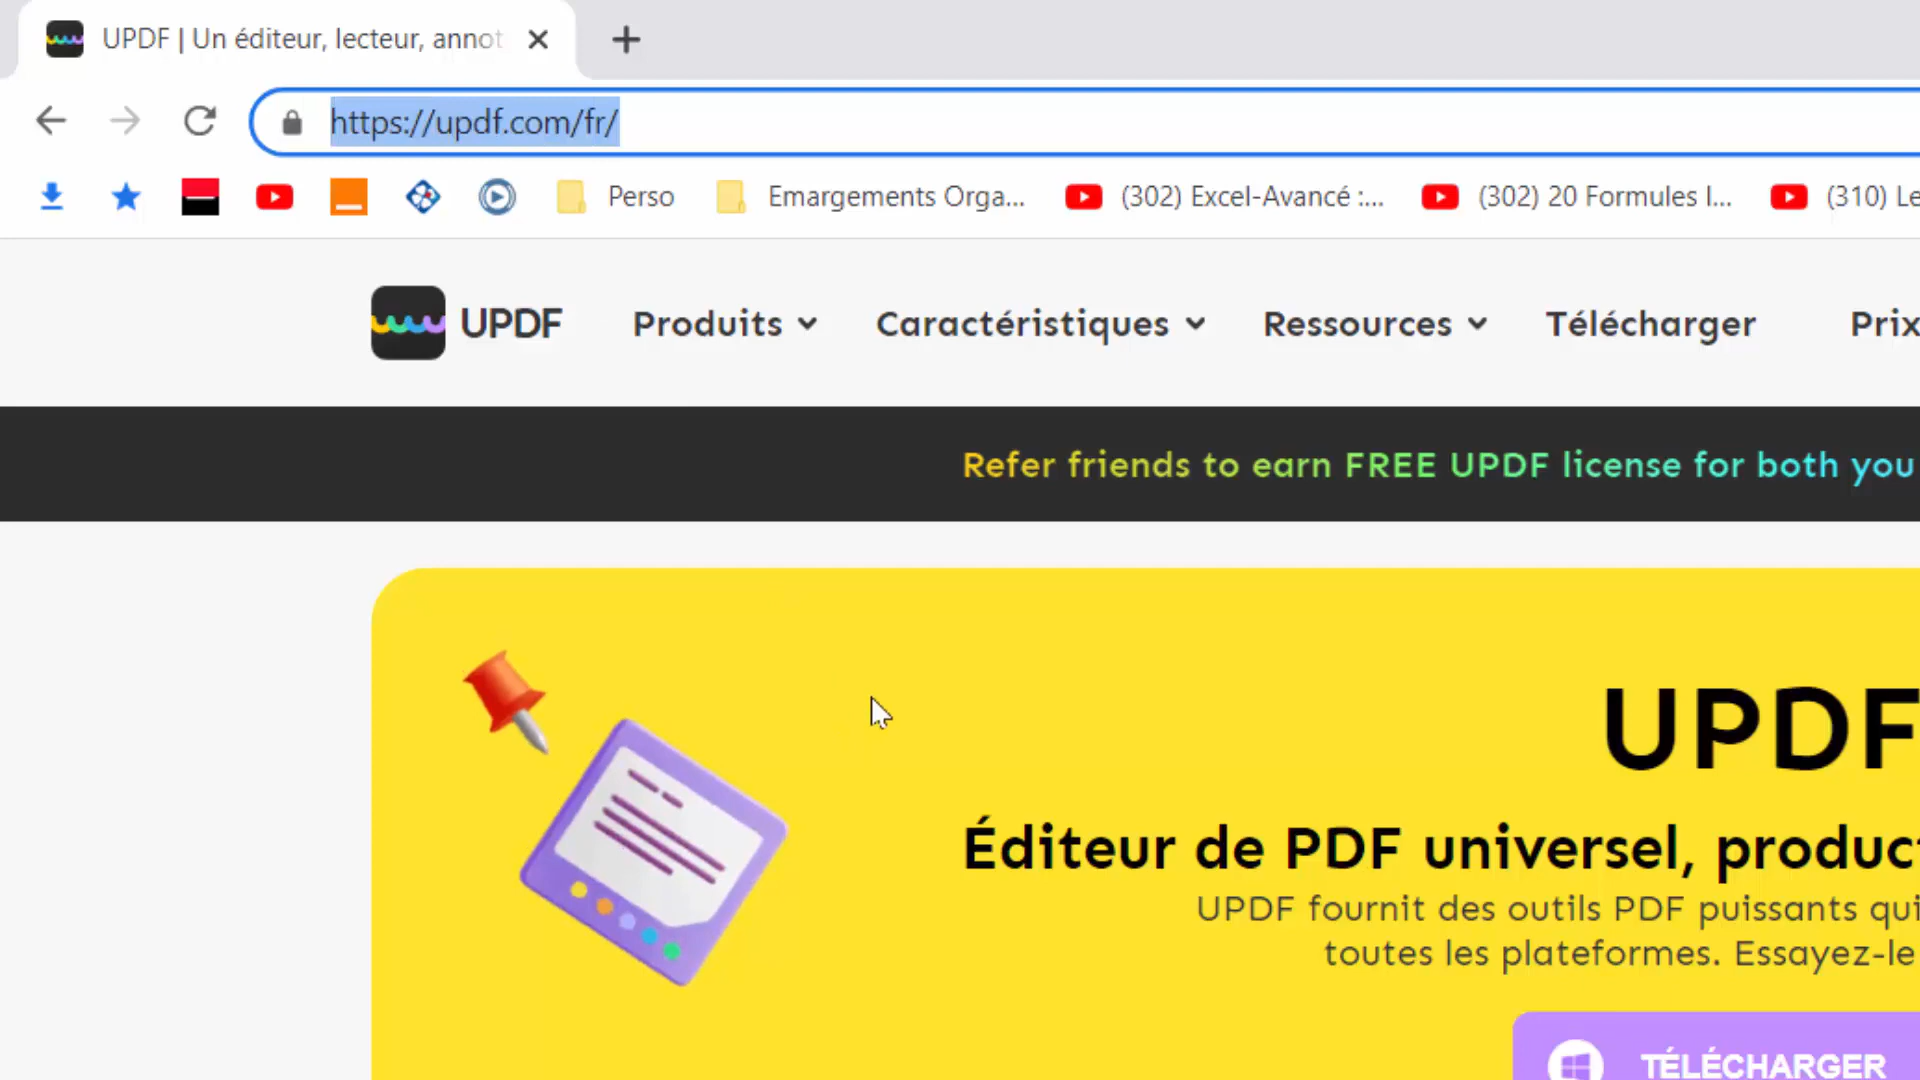 UPDF | Un éditeur, lecteur, annot
https://updf.com/fr/
Perso
Emargements Orga...
(302) Excel-Avancé :...
(302) 20 Formules I...
(310) Le
UPDF
Produits
Caractéristiques
Ressources
Télécharger
Prix
Refer friends to earn FREE UPDF license for both you
UPDF
Éditeur de PDF universel, product
UPDF fournit des outils PDF puissants qui
toutes les plateformes. Essayez-le
TÉLÉCHARGER